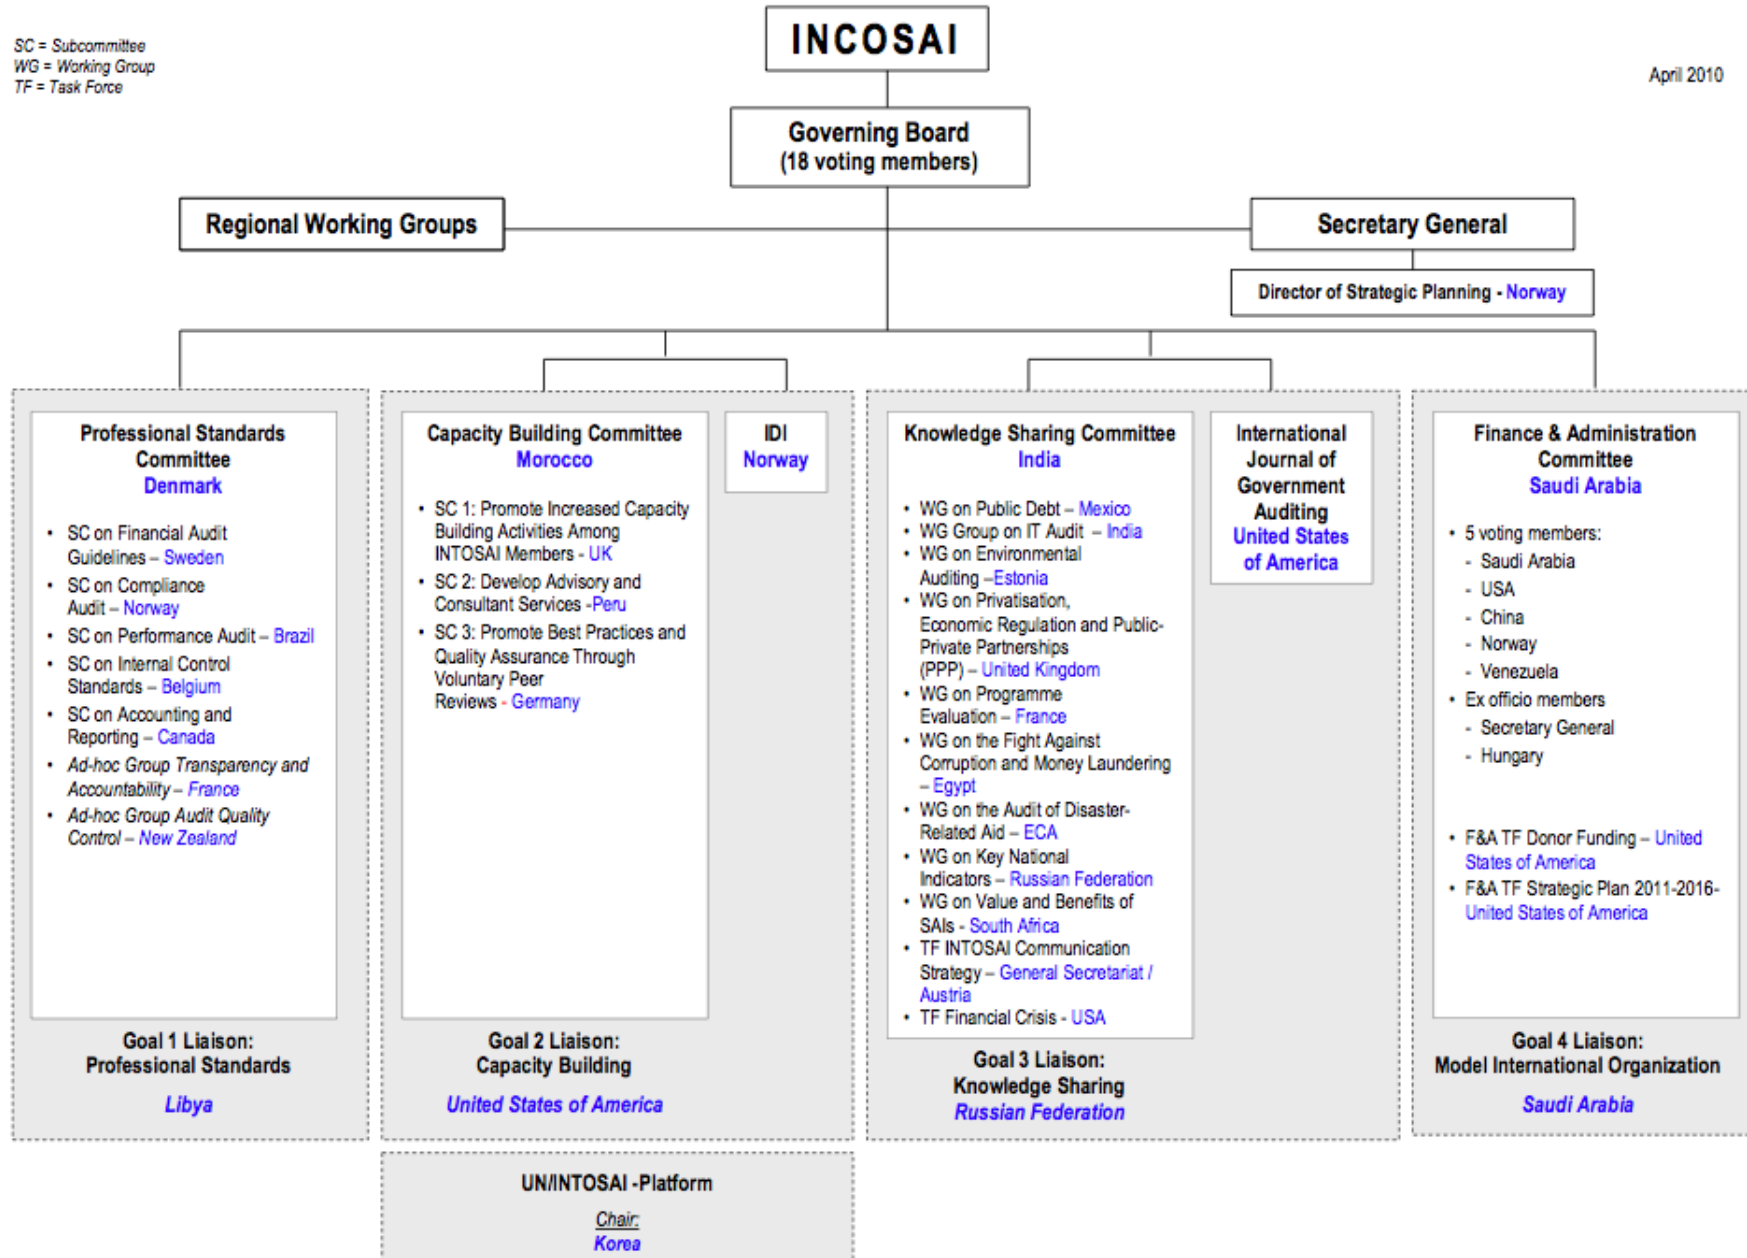 SC = Subcommittee
WG = Working Group
TF = Task Force
INCOSAI
April 2010
Governing Board
(18 voting members)
Regional Working Groups
Secretary General
Director of Strategic Planning - Norway
Professional Standards
Committee
Denmark
• SC on Financial Audit
Guidelines – Sweden
• SC on Compliance
Audit – Norway
• SC on Performance Audit – Brazil
• SC on Internal Control
Standards – Belgium
• SC on Accounting and
Reporting – Canada
• Ad-hoc Group Transparency and
Accountability – France
• Ad-hoc Group Audit Quality
Control – New Zealand
Goal 1 Liaison:
Professional Standards
Libya
Capacity Building Committee
Morocco
• SC 1: Promote Increased Capacity
Building Activities Among
INTOSAI Members - UK
• SC 2: Develop Advisory and
Consultant Services -Peru
• SC 3: Promote Best Practices and
Quality Assurance Through
Voluntary Peer
Reviews - Germany
IDI
Norway
Goal 2 Liaison:
Capacity Building
United States of America
Knowledge Sharing Committee
India
• WG on Public Debt – Mexico
• WG Group on IT Audit – India
• WG on Environmental
Auditing –Estonia
• WG on Privatisation,
Economic Regulation and Public-
Private Partnerships
(PPP) – United Kingdom
• WG on Programme
Evaluation – France
• WG on the Fight Against
Corruption and Money Laundering
– Egypt
• WG on the Audit of Disaster-
Related Aid – ECA
• WG on Key National
Indicators – Russian Federation
• WG on Value and Benefits of
SAIs - South Africa
• TF INTOSAI Communication
Strategy – General Secretariat /
Austria
• TF Financial Crisis - USA
International
Journal of
Government
Auditing
United States
of America
Goal 3 Liaison:
Knowledge Sharing
Russian Federation
Finance & Administration
Committee
Saudi Arabia
• 5 voting members:
- Saudi Arabia
- USA
- China
- Norway
- Venezuela
• Ex officio members
- Secretary General
- Hungary
• F&A TF Donor Funding – United
States of America
• F&A TF Strategic Plan 2011-2016-
United States of America
Goal 4 Liaison:
Model International Organization
Saudi Arabia
UN/INTOSAI -Platform
Chair:
Korea